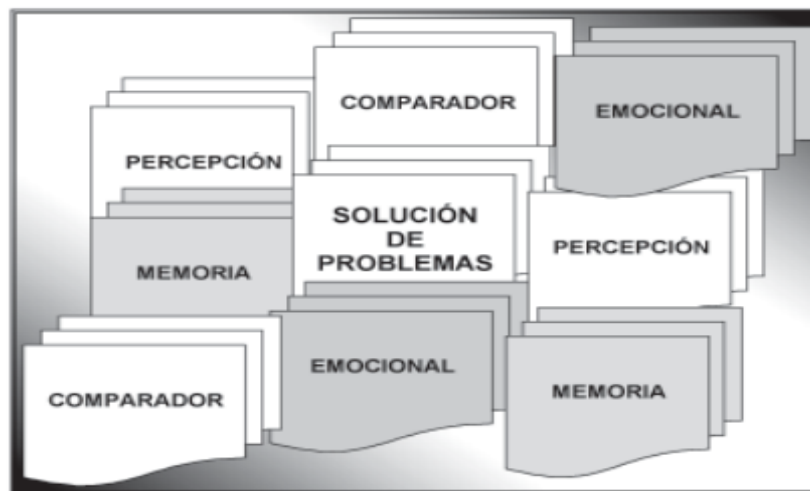 COMPARADOR
EMOCIONAL
PERCEPCIÓN
SOLUCIÓN
DE
PROBLEMAS
PERCEPCIÓN
MEMORIA
EMOCIONAL
COMPARADOR
MEMORIA